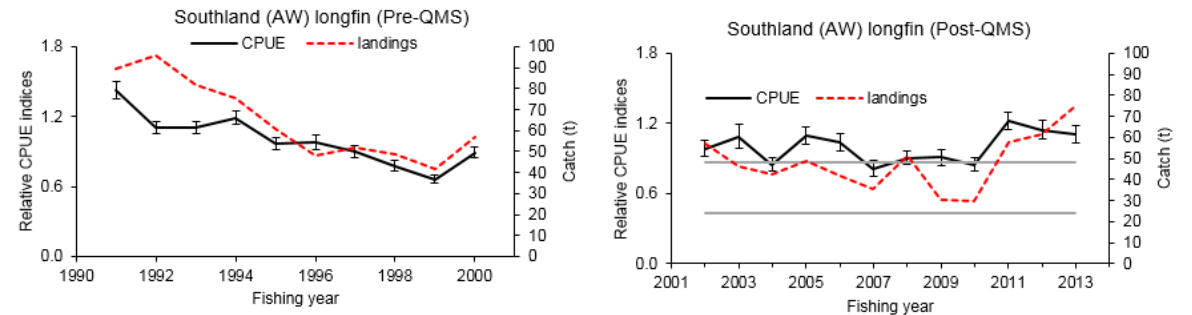 Southland (AW) longfin (Pre-QMS)
CPUE landings
Relative CPUE indices
1.8
1.2
0.6
0.0
100
90
80
70
60
50
40
30
20
10
0
Catch (t)
1990 1992 1994 1996 1998 2000
Fishing year
Southland (AW) longfin (Post-QMS)
CPUE landings
Relative CPUE indices
1.8
1.2
0.6
0.0
100
90
80
70
60
50
40
30
20
10
0
Catch (t)
2001 2003 2005 2007 2009 2011 2013
Fishing year